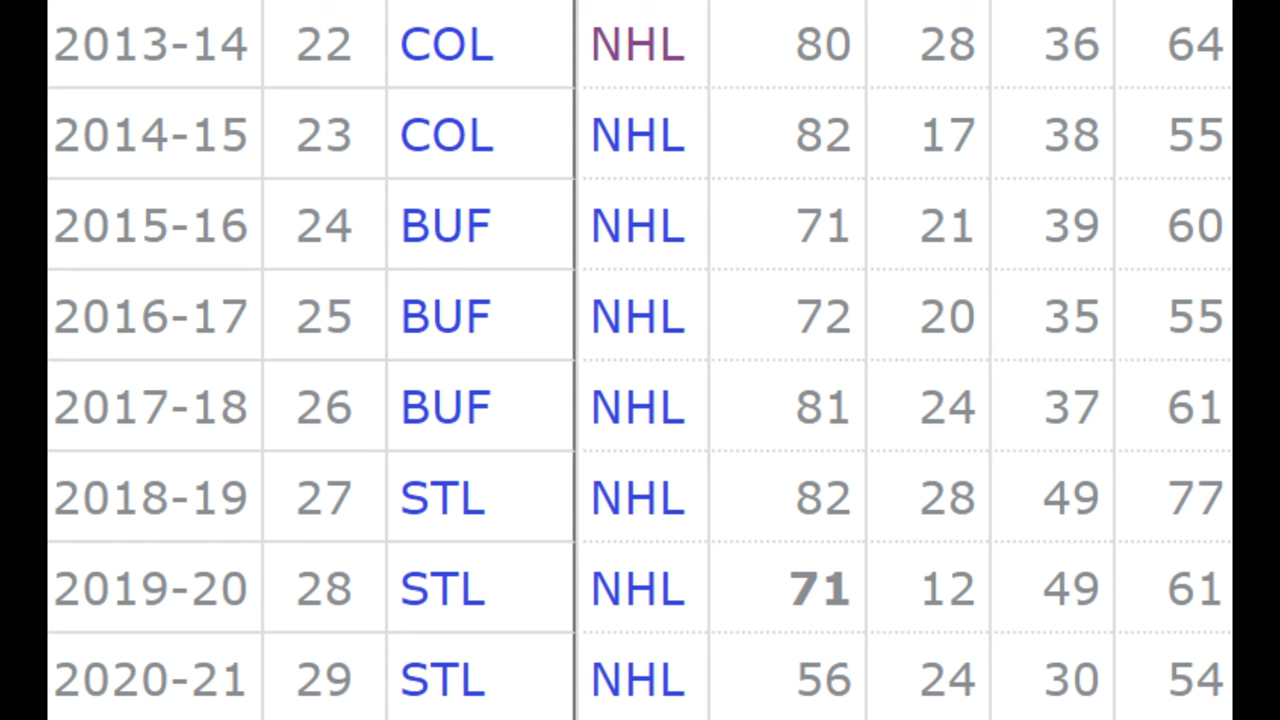 2013-14 22 COL NHL 80 28 36 64
2014-15 23 COL NHL 82 17 38 55
2015-16 24 BUF NHL 71 21 39 60
2016-17 25 BUF NHL 72 20 35 55
2017-18 26 BUF NHL 81 24 37 61
2018-19 27 STL NHL 82 28 49 77
2019-20 28 STL NHL 71 12 49 61
2020-21 29 STL NHL 56 24 30 54